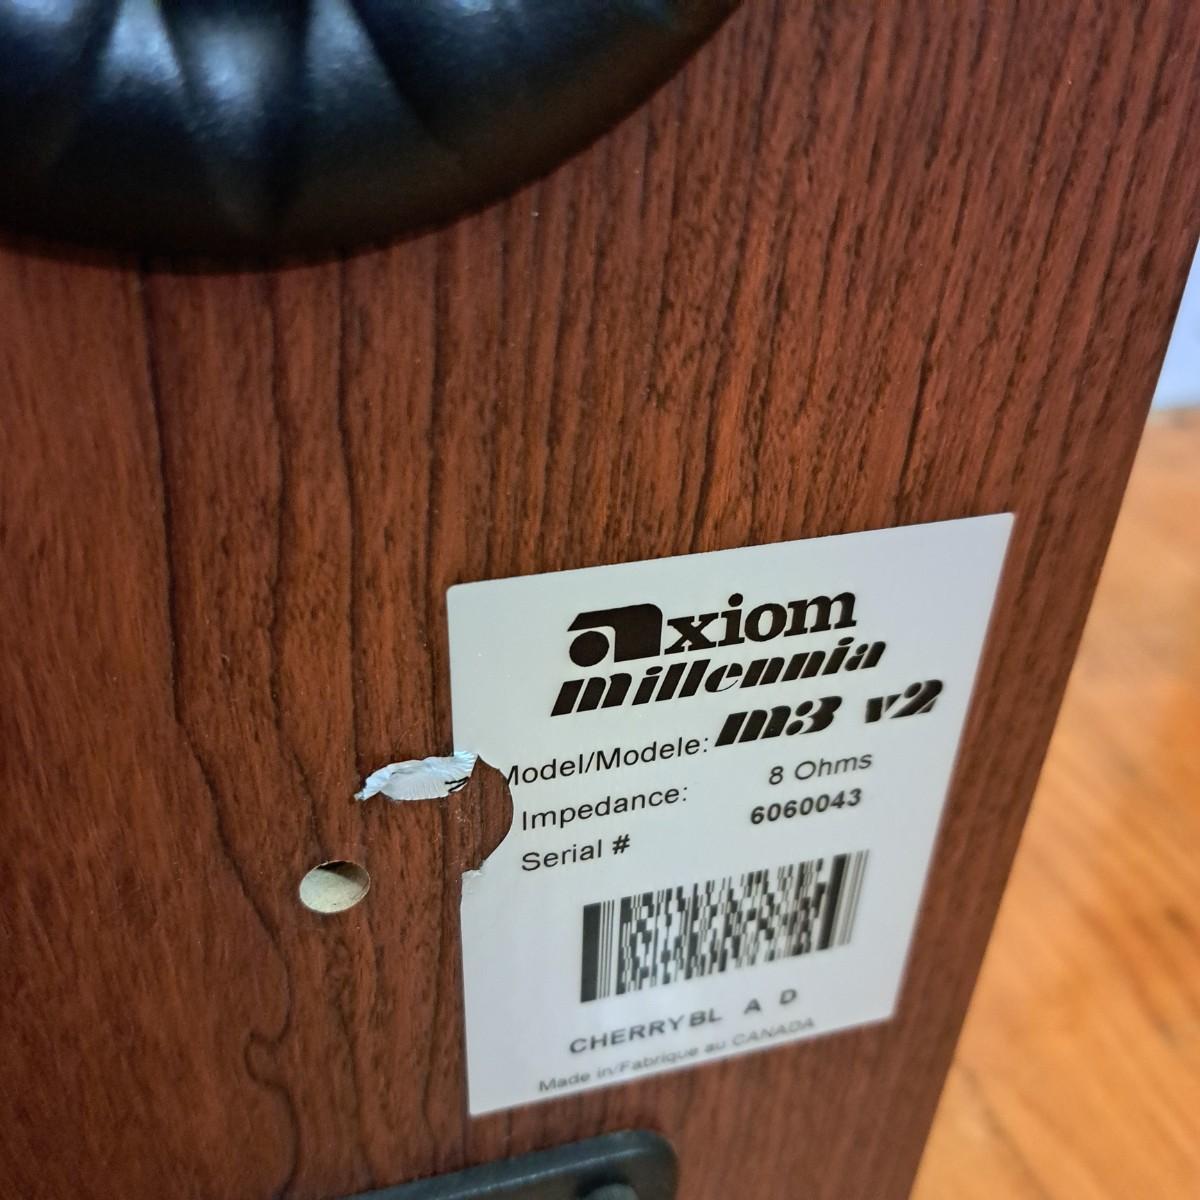 axiom
millennia
Model/Modele: m3 v2
Impedance: 8 Ohms
Serial # 6060043
CHERRYBL A D
Made in/Fabrique au CANADA